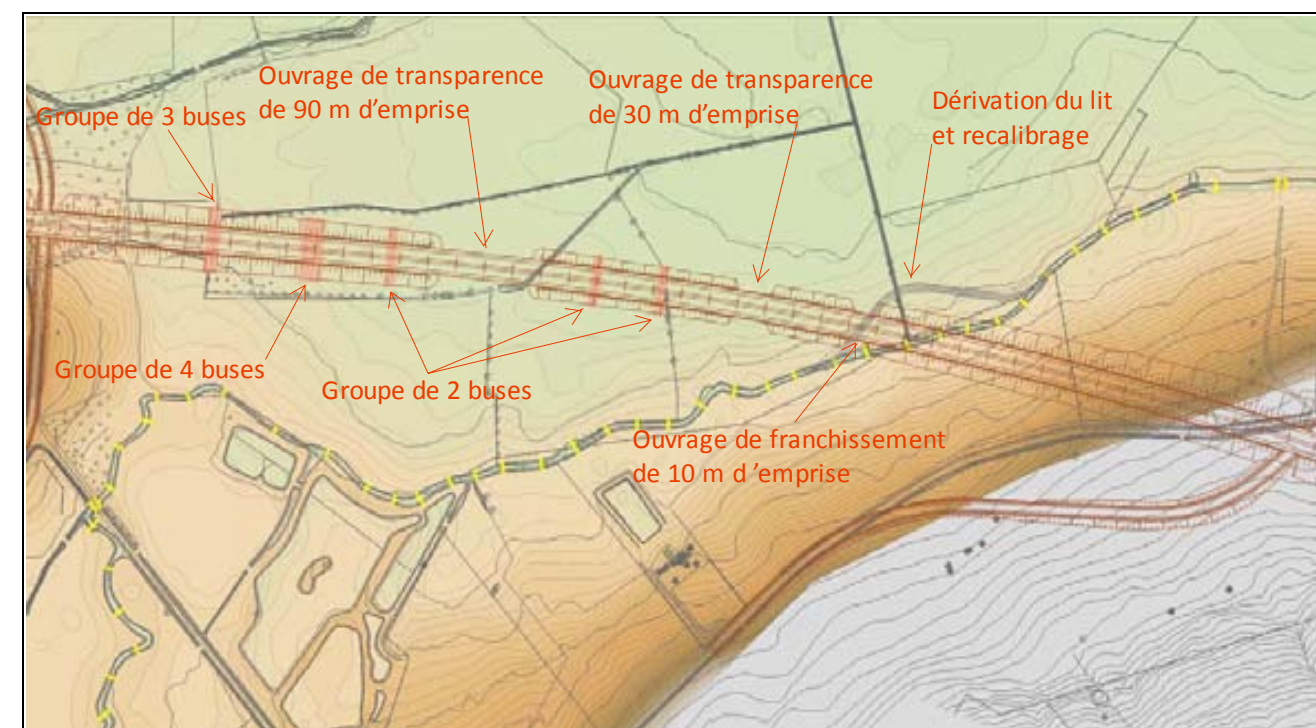 Groupe de 3 buses
Ouvrage de transparence
de 90 m d’emprise
Ouvrage de transparence
de 30 m d’emprise
Dérivation du lit
et recalibrage
Groupe de 4 buses
Groupe de 2 buses
Ouvrage de franchissement
de 10 m d ’emprise